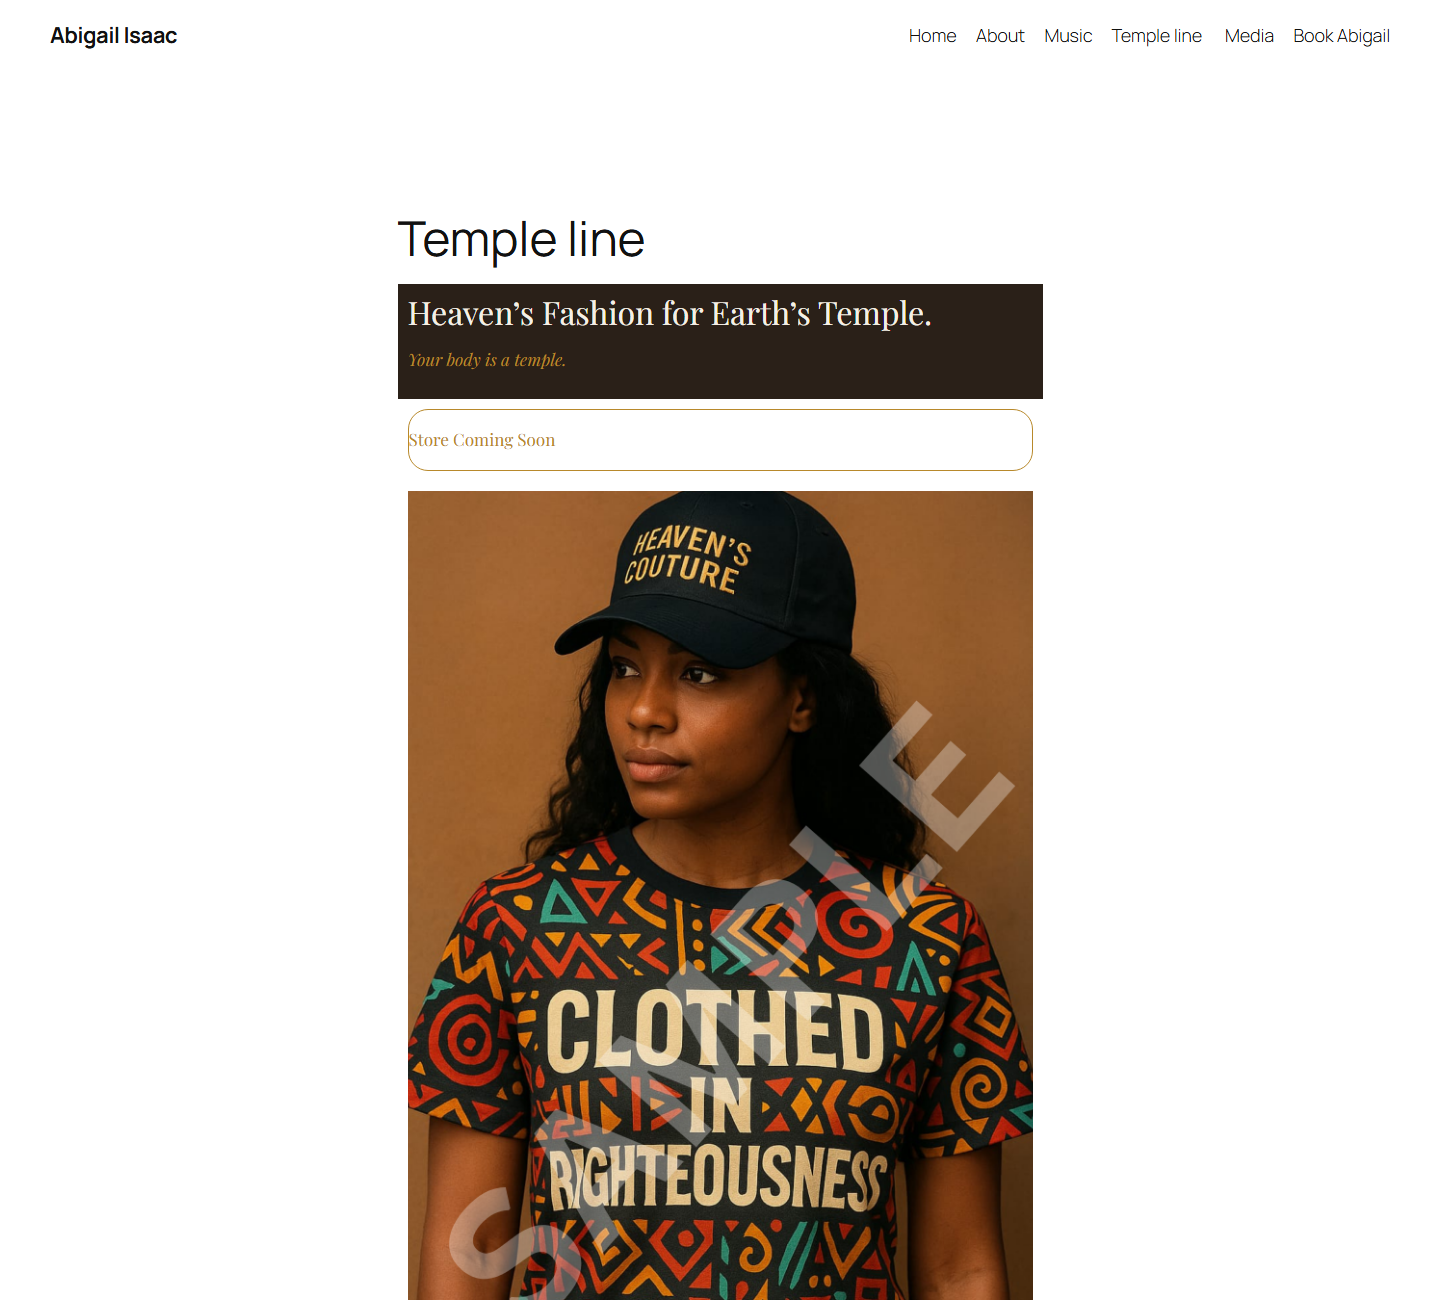 Abigail Isaac
Home About Music Temple line Media Book Abigail
Temple line
Heaven’s Fashion for Earth’s Temple.
Your body is a temple.
Store Coming Soon
HEAVEN’S
COUTURE
SAMPLE
CLOTHED
IN
RIGHTEOUSNESS